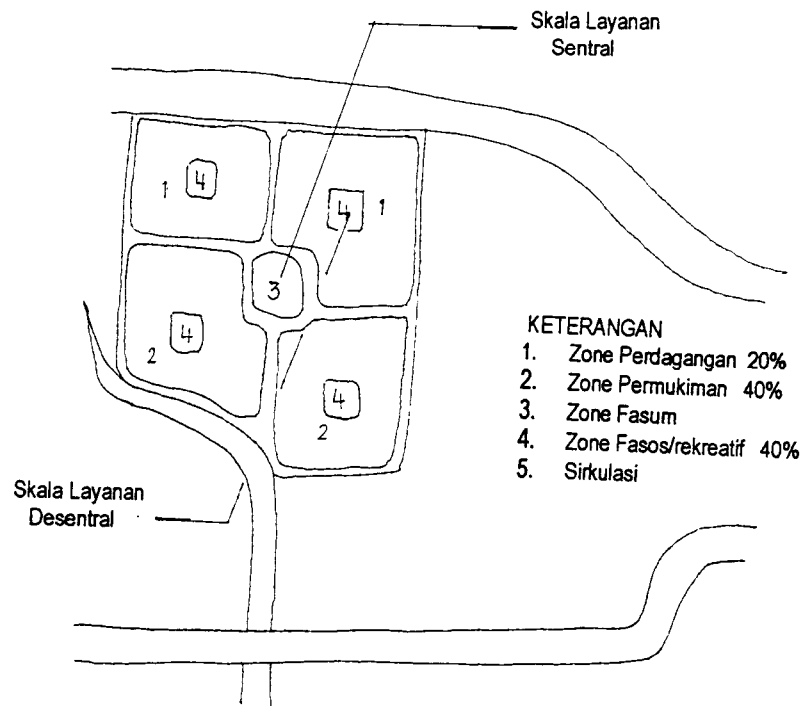 Skala Layanan
Sentral
1
4
4
1
3
4
2
4
2
KETERANGAN
1. Zone Perdagangan 20%
2. Zone Permukiman 40%
3. Zone Fasum
4. Zone Fasos/rekreatif 40%
5. Sirkulasi
Skala Layanan
Desentral